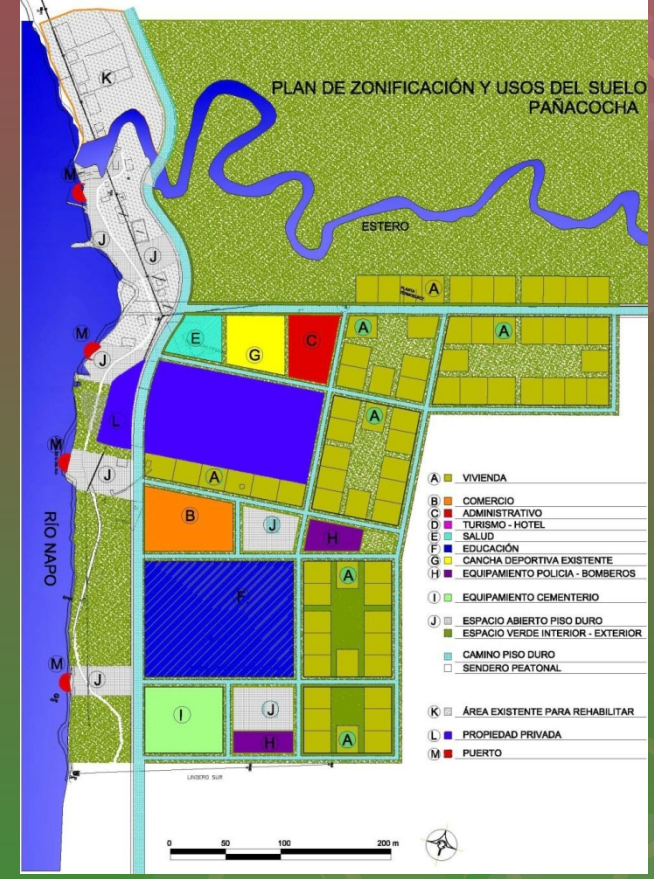 PLAN DE ZONIFICACIÓN Y USOS DEL SUELO
PAÑACOCHA
K
M
J
J
ESTERO
A
M
J
E
G
C
A
A
L
A
M
J
A
B
J
H
RÍO NAPO
F
A
M
J
I
J
H
A
LINDERO SUR
A VIVIENDA
B COMERCIO
C ADMINISTRATIVO
D TURISMO - HOTEL
E SALUD
F EDUCACIÓN
G CANCHA DEPORTIVA EXISTENTE
H EQUIPAMIENTO POLICIA - BOMBEROS
I EQUIPAMIENTO CEMENTERIO
J ESPACIO ABIERTO PISO DURO
ESPACIO VERDE INTERIOR - EXTERIOR
CAMINO PISO DURO
SENDERO PEATONAL
K ÁREA EXISTENTE PARA REHABILITAR
L PROPIEDAD PRIVADA
M PUERTO
0 50 100 200 m